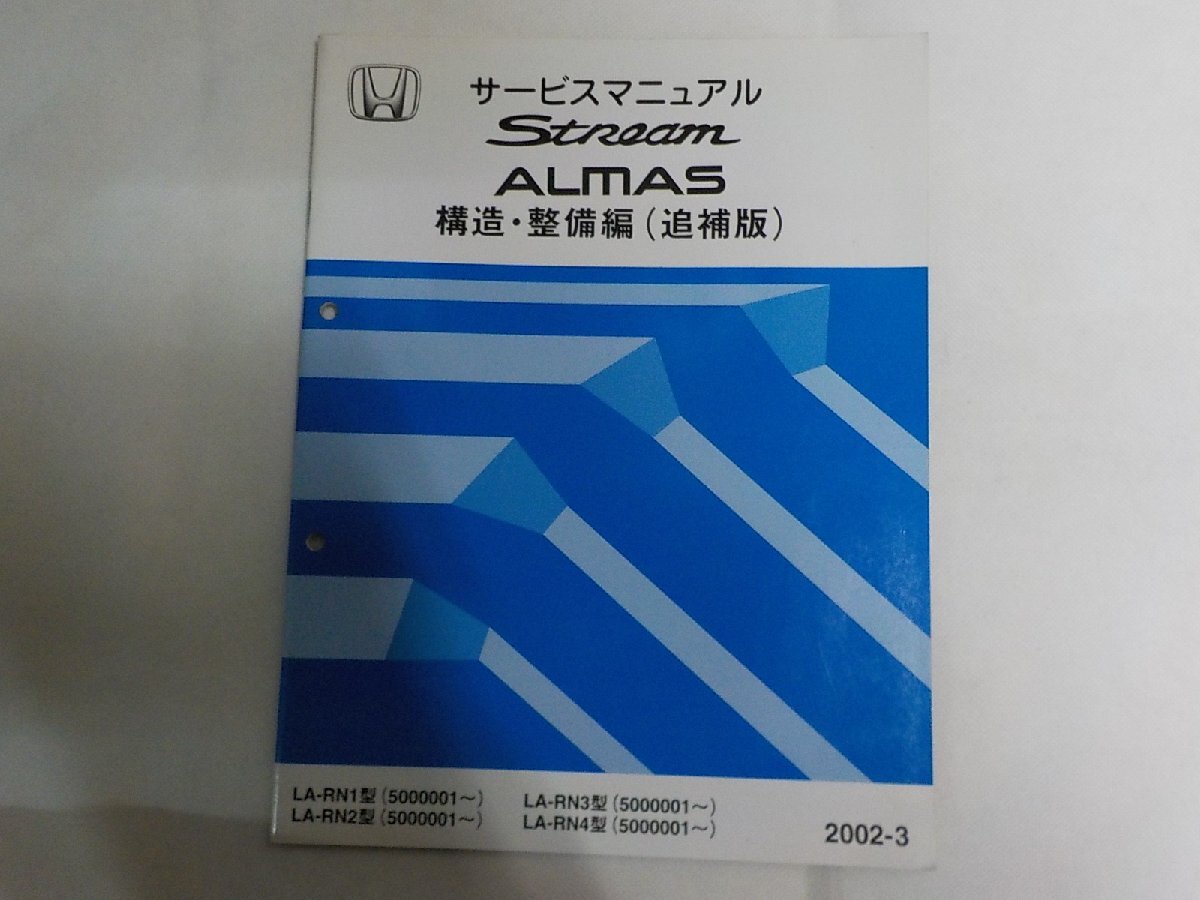 サービスマニュアル
Stream
ALMAS
構造・整備編(追補版)
LA-RN1型(5000001〜)
LA-RN2型(5000001〜)
LA-RN3型(5000001〜)
LA-RN4型(5000001〜)
2002-3